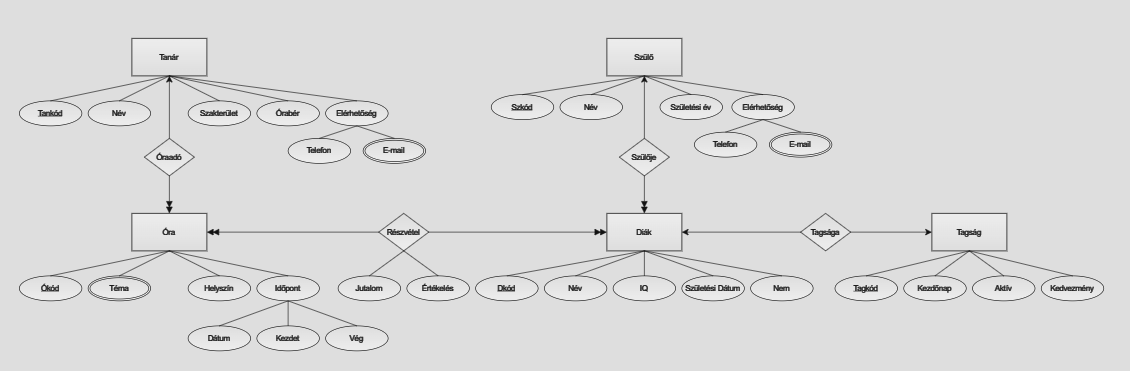 Tanár
Szülő
Tankód
Név
Szakterület
Órabér
Elérhetőség
Szkód
Név
Születési év
Elérhetőség
Telefon
E-mail
Telefon
E-mail
Óraadó
Szülője
Óra
Részvétel
Diák
Tagsága
Tagság
Ókód
Téma
Helyszín
Időpont
Jutalom
Értékelés
Dkód
Név
IQ
Születési Dátum
Nem
Tagkód
Kezdőnap
Aktív
Kedvezmény
Dátum
Kezdet
Vég